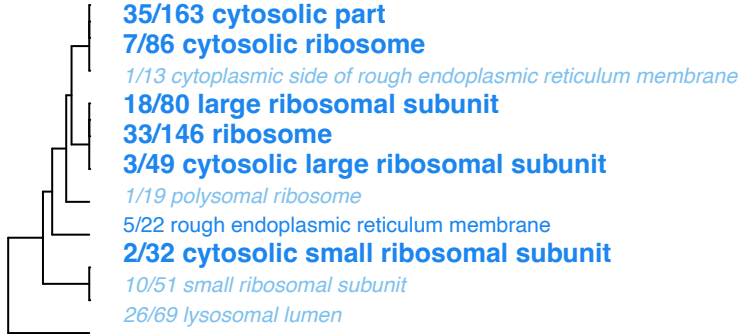 35/163 cytosolic part
7/86 cytosolic ribosome
1/13 cytoplasmic side of rough endoplasmic reticulum membrane
18/80 large ribosomal subunit
33/146 ribosome
3/49 cytosolic large ribosomal subunit
1/19 polysomal ribosome
5/22 rough endoplasmic reticulum membrane
2/32 cytosolic small ribosomal subunit
10/51 small ribosomal subunit
26/69 lysosomal lumen